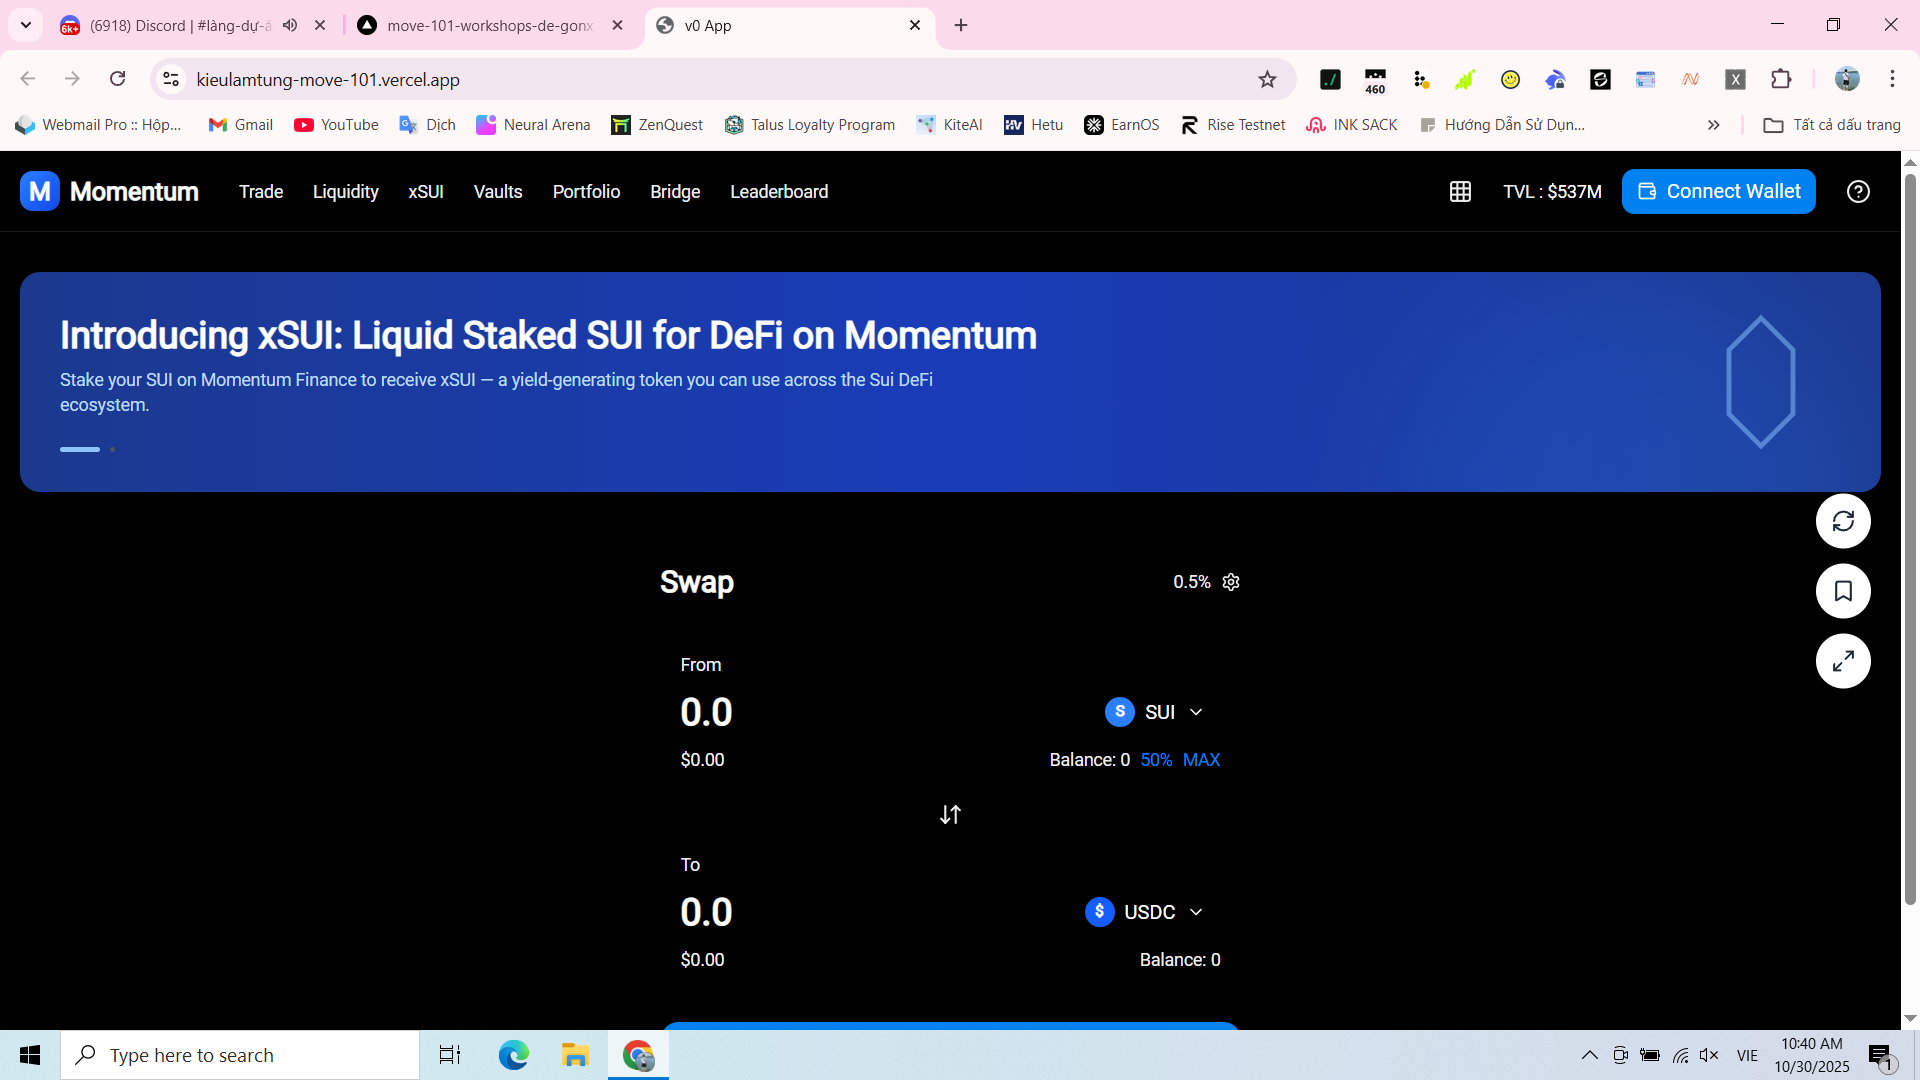 (6918) Discord | #làng-dự-á
move-101-workshops-de-gonx
v0 App
kieulamtung-move-101.vercel.app
460
Webmail Pro :: Hộp...
Gmail
YouTube
Dịch
Neural Arena
ZenQuest
Talus Loyalty Program
KiteAI
Hetu
EarnOS
Rise Testnet
INK SACK
Hướng Dẫn Sử Dụn...
Tất cả dấu trang
M Momentum
Trade
Liquidity
xSUI
Vaults
Portfolio
Bridge
Leaderboard
TVL : $537M
Connect Wallet
Introducing xSUI: Liquid Staked SUI for DeFi on Momentum
Stake your SUI on Momentum Finance to receive xSUI — a yield-generating token you can use across the Sui DeFi
ecosystem.
Swap
0.5%
From
0.0
S SUI
$0.00
Balance: 0 50% MAX
To
0.0
$ USDC
$0.00
Balance: 0
Type here to search
VIE
10:40 AM
10/30/2025
1